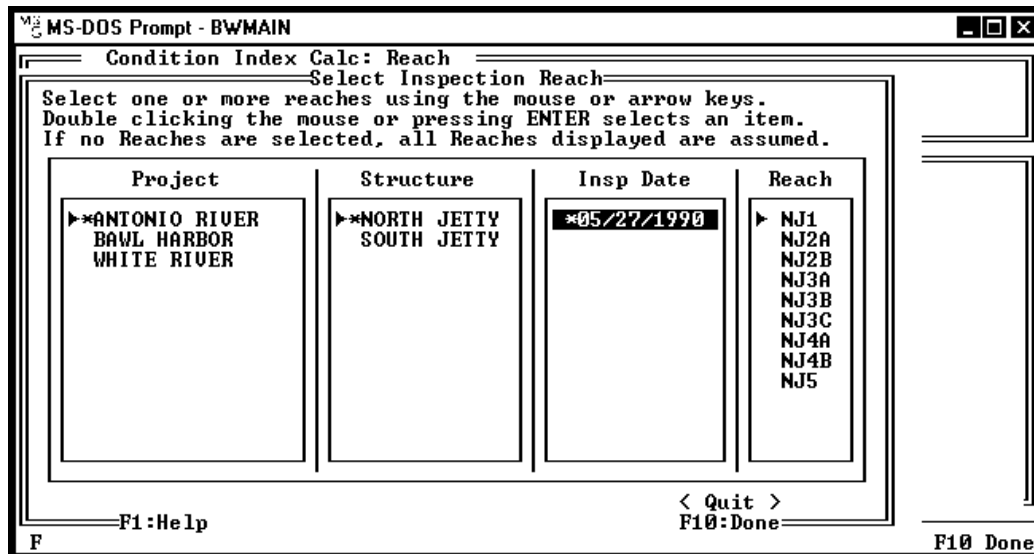 MS-DOS Prompt - BWMAIN
Condition Index Calc: Reach
Select Inspection Reach
Select one or more reaches using the mouse or arrow keys.
Double clicking the mouse or pressing ENTER selects an item.
If no Reaches are selected, all Reaches displayed are assumed.
Project Structure Insp Date Reach
*ANTONIO RIVER *NORTH JETTY *05/27/1990 NJ1
BAWL HARBOR SOUTH JETTY NJ2A
WHITE RIVER NJ2B
NJ3A
NJ3B
NJ3C
NJ4A
NJ4B
NJ5
< Quit >
F1:Help F10:Done
F F10 Done